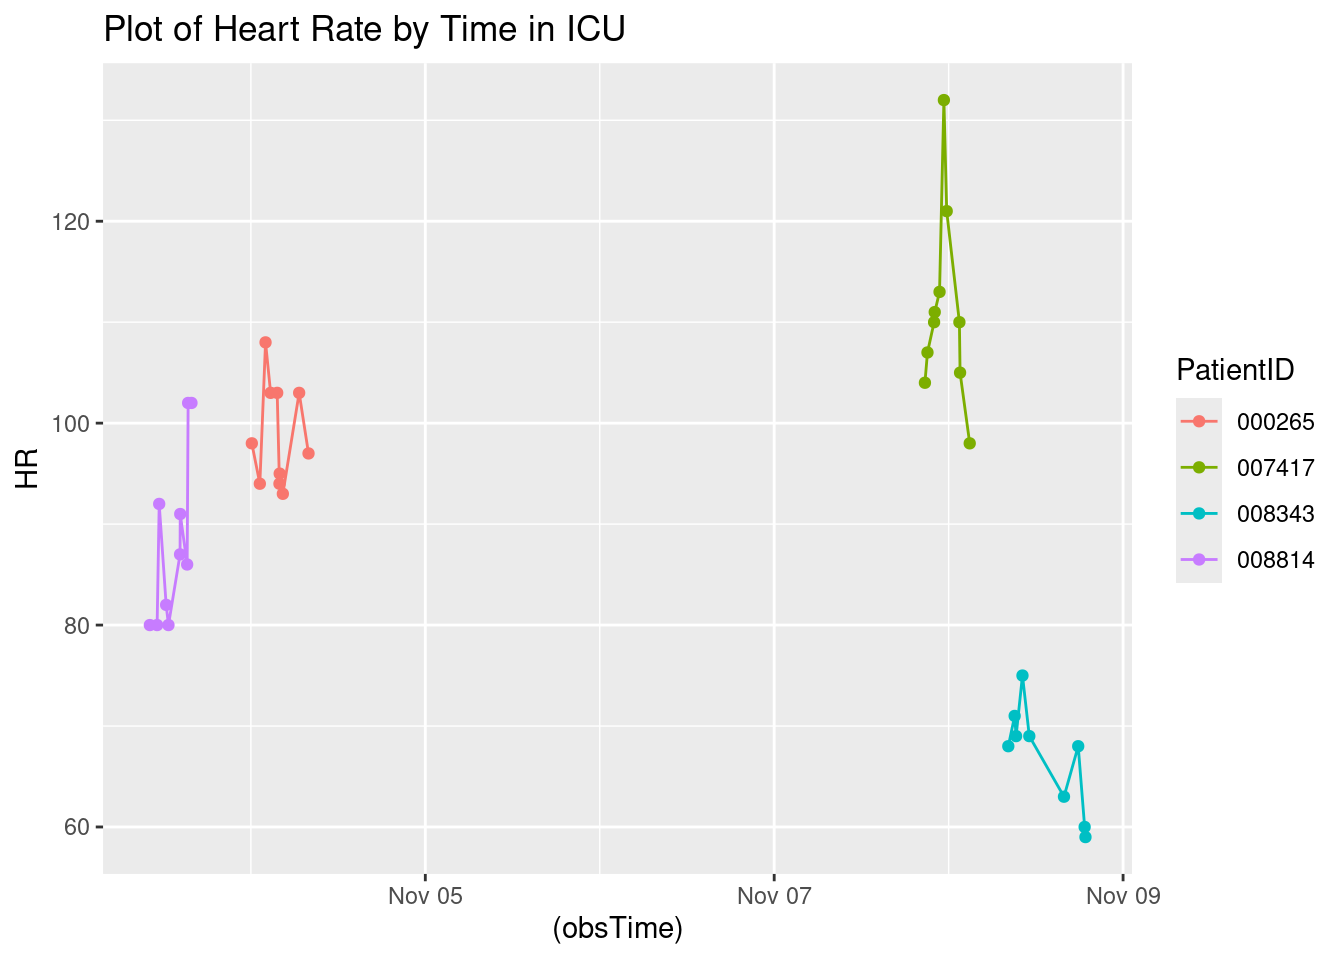 Plot of Heart Rate by Time in ICU
HR
120
100
80
60
Nov 05
Nov 07
Nov 09
(obsTime)
PatientID
000265
007417
008343
008814